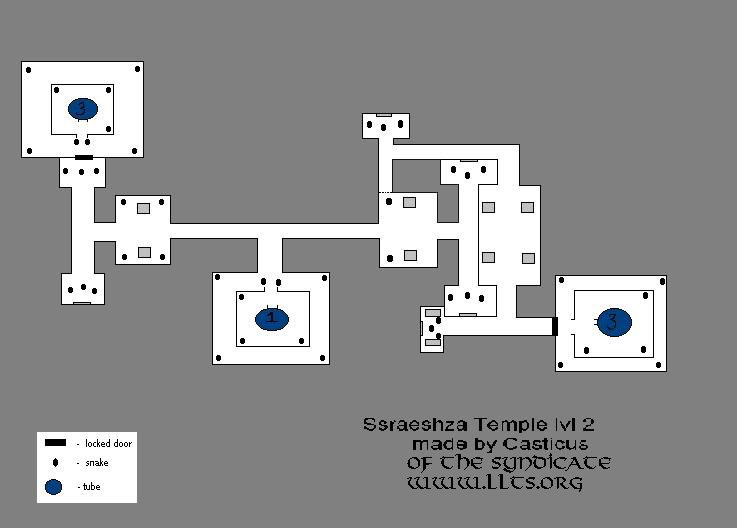 3
1
3
Ssraeshza Temple lvl 2
made by Casticus
of the syndicate
www.llts.org
- locked door
- snake
- tube